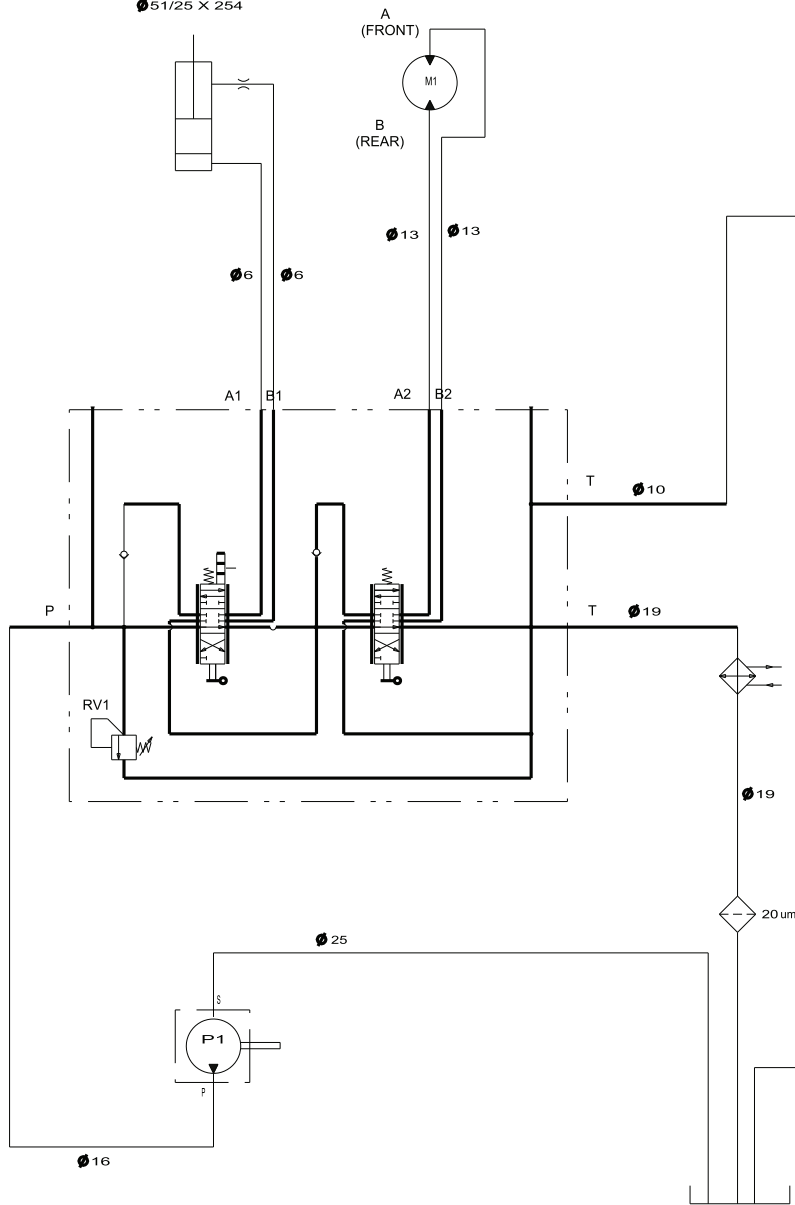 Ø51/25 X 254
A
(FRONT)
M1
B
(REAR)
Ø13
Ø13
Ø6
Ø6
A1
B1
A2
B2
T
Ø10
P
T
Ø19
RV1
Ø19
20 um
Ø25
S
P1
P
Ø16